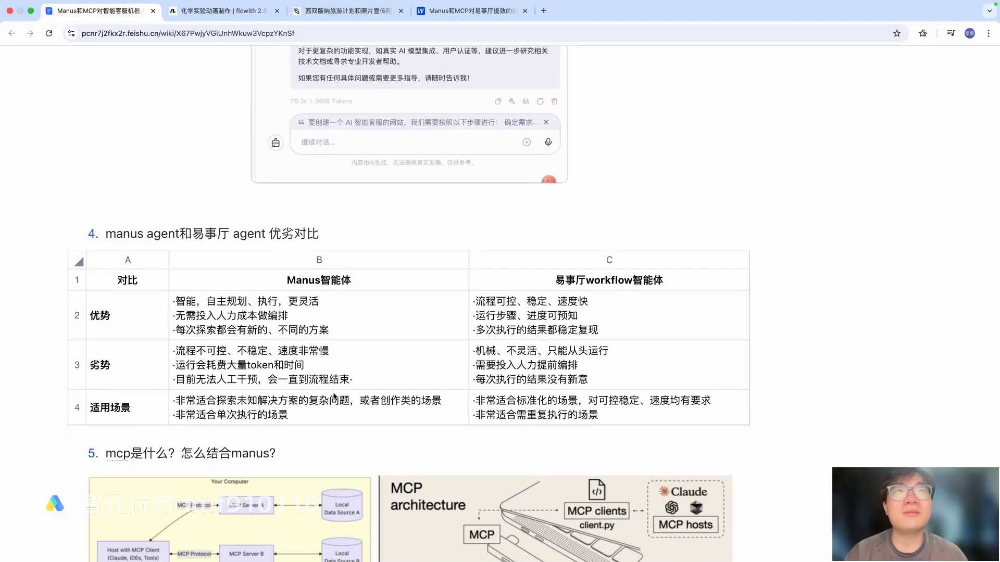 Manus和MCP对智能客服机器人
化学实验动画制作 | flowith 2.0
西双版纳旅游计划和照片宣传网
Manus和MCP对易事厅提效的
pcnr7j2fkx2r.feishu.cn/wiki/X67PwjyVGiUnhWkuw3VcpzYKnSf
皓辰
对于更复杂的功能实现，如真实 AI 模型集成、用户认证等，建议进一步研究相关
技术文档或寻求专业开发者帮助。
如果您有任何具体问题或需要更多指导，请随时告诉我！
119.3s | 5668 Tokens
要创建一个 AI 智能客服的网站，我们需要按照以下步骤进行： 确定需求...
继续对话...
内容由AI生成，无法确保真实准确，仅供参考。
4. manus agent和易事厅 agent 优劣对比
A
B
C
1
对比
Manus智能体
易事厅workflow智能体
2
优势
·智能，自主规划、执行，更灵活
·无需投入人力成本做编排
·每次探索都会有新的、不同的方案
·流程可控、稳定、速度快
·运行步骤、进度可预知
·多次执行的结果都稳定复现
3
劣势
·流程不可控、不稳定、速度非常慢
·运行会耗费大量token和时间
·目前无法人工干预，会一直到流程结束·
·机械、不灵活、只能从头运行
·需要投入人力提前编排
·每次执行的结果没有新意
4
适用场景
·非常适合探索未知解决方案的复杂问题，或者创作类的场景
·非常适合单次执行的场景
·非常适合标准化的场景，对可控稳定、速度均有要求
·非常适合需重复执行的场景
5. mcp是什么？怎么结合manus?
Your Computer
MCP Protocol
MCP Server A
Local
Data Source A
Host with MCP Client
(Claude, IDEs, Tools)
MCP Protocol
MCP Server B
Local
Data Source B
MCP
architecture
MCP clients
client.py
Claude
MCP hosts
MCP
智元行方 tmf910116